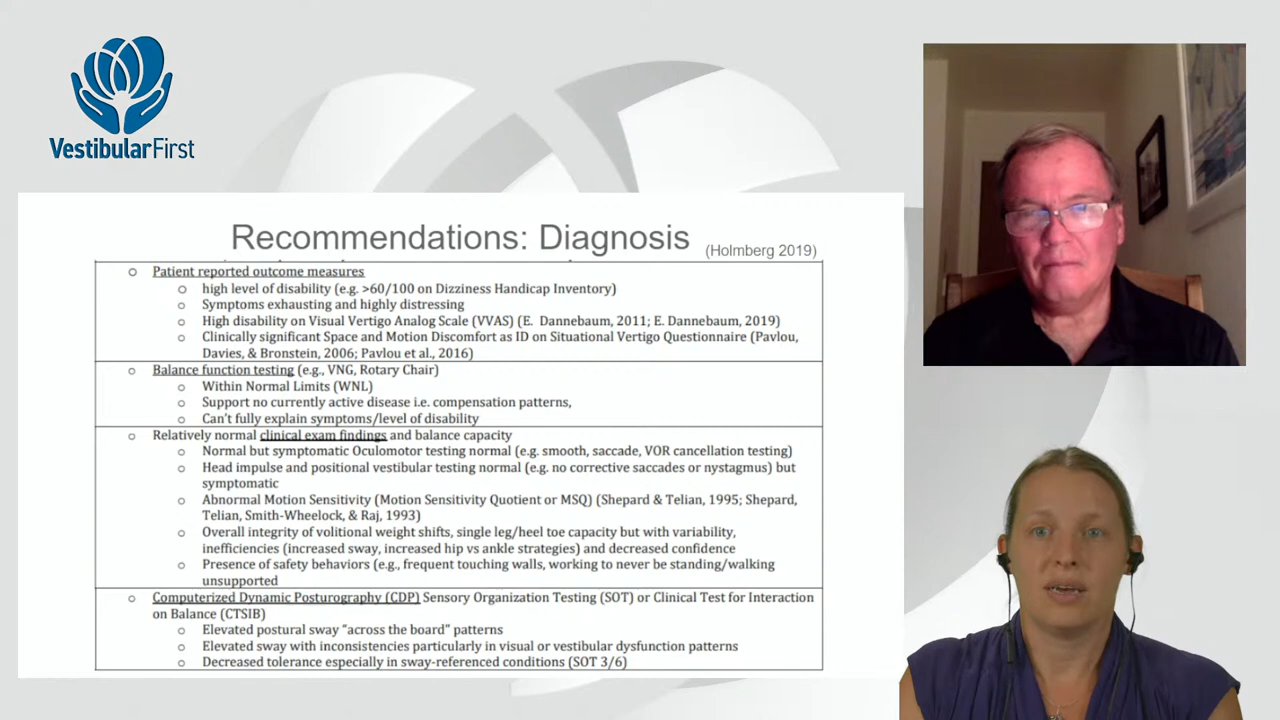 VestibularFirst
Recommendations: Diagnosis (Holmberg 2019)
Patient reported outcome measures
high level of disability (e.g. >60/100 on Dizziness Handicap Inventory)
Symptoms exhausting and highly distressing
High disability on Visual Vertigo Analog Scale (VVAS) (E. Dannebaum, 2011; E. Dannebaum, 2019)
Clinically significant Space and Motion Discomfort as ID on Situational Vertigo Questionnaire (Pavlou,
Davies, & Bronstein, 2006; Pavlou et al., 2016)
Balance function testing (e.g., VNG, Rotary Chair)
Within Normal Limits (WNL)
Support no currently active disease i.e. compensation patterns,
Can't fully explain symptoms/level of disability
Relatively normal clinical exam findings and balance capacity
Normal but symptomatic Oculomotor testing normal (e.g. smooth, saccade, VOR cancellation testing)
Head impulse and positional vestibular testing normal (e.g. no corrective saccades or nystagmus) but
symptomatic
Abnormal Motion Sensitivity (Motion Sensitivity Quotient or MSQ) (Shepard & Telian, 1995; Shepard,
Telian, Smith-Wheelock, & Raj, 1993)
Overall integrity of volitional weight shifts, single leg/heel toe capacity but with variability,
inefficiencies (increased sway, increased hip vs ankle strategies) and decreased confidence
Presence of safety behaviors (e.g., frequent touching walls, working to never be standing/walking
unsupported
Computerized Dynamic Posturography (CDP) Sensory Organization Testing (SOT) or Clinical Test for Interaction
on Balance (CTSIB)
Elevated postural sway "across the board" patterns
Elevated sway with inconsistencies particularly in visual or vestibular dysfunction patterns
Decreased tolerance especially in sway-referenced conditions (SOT 3/6)